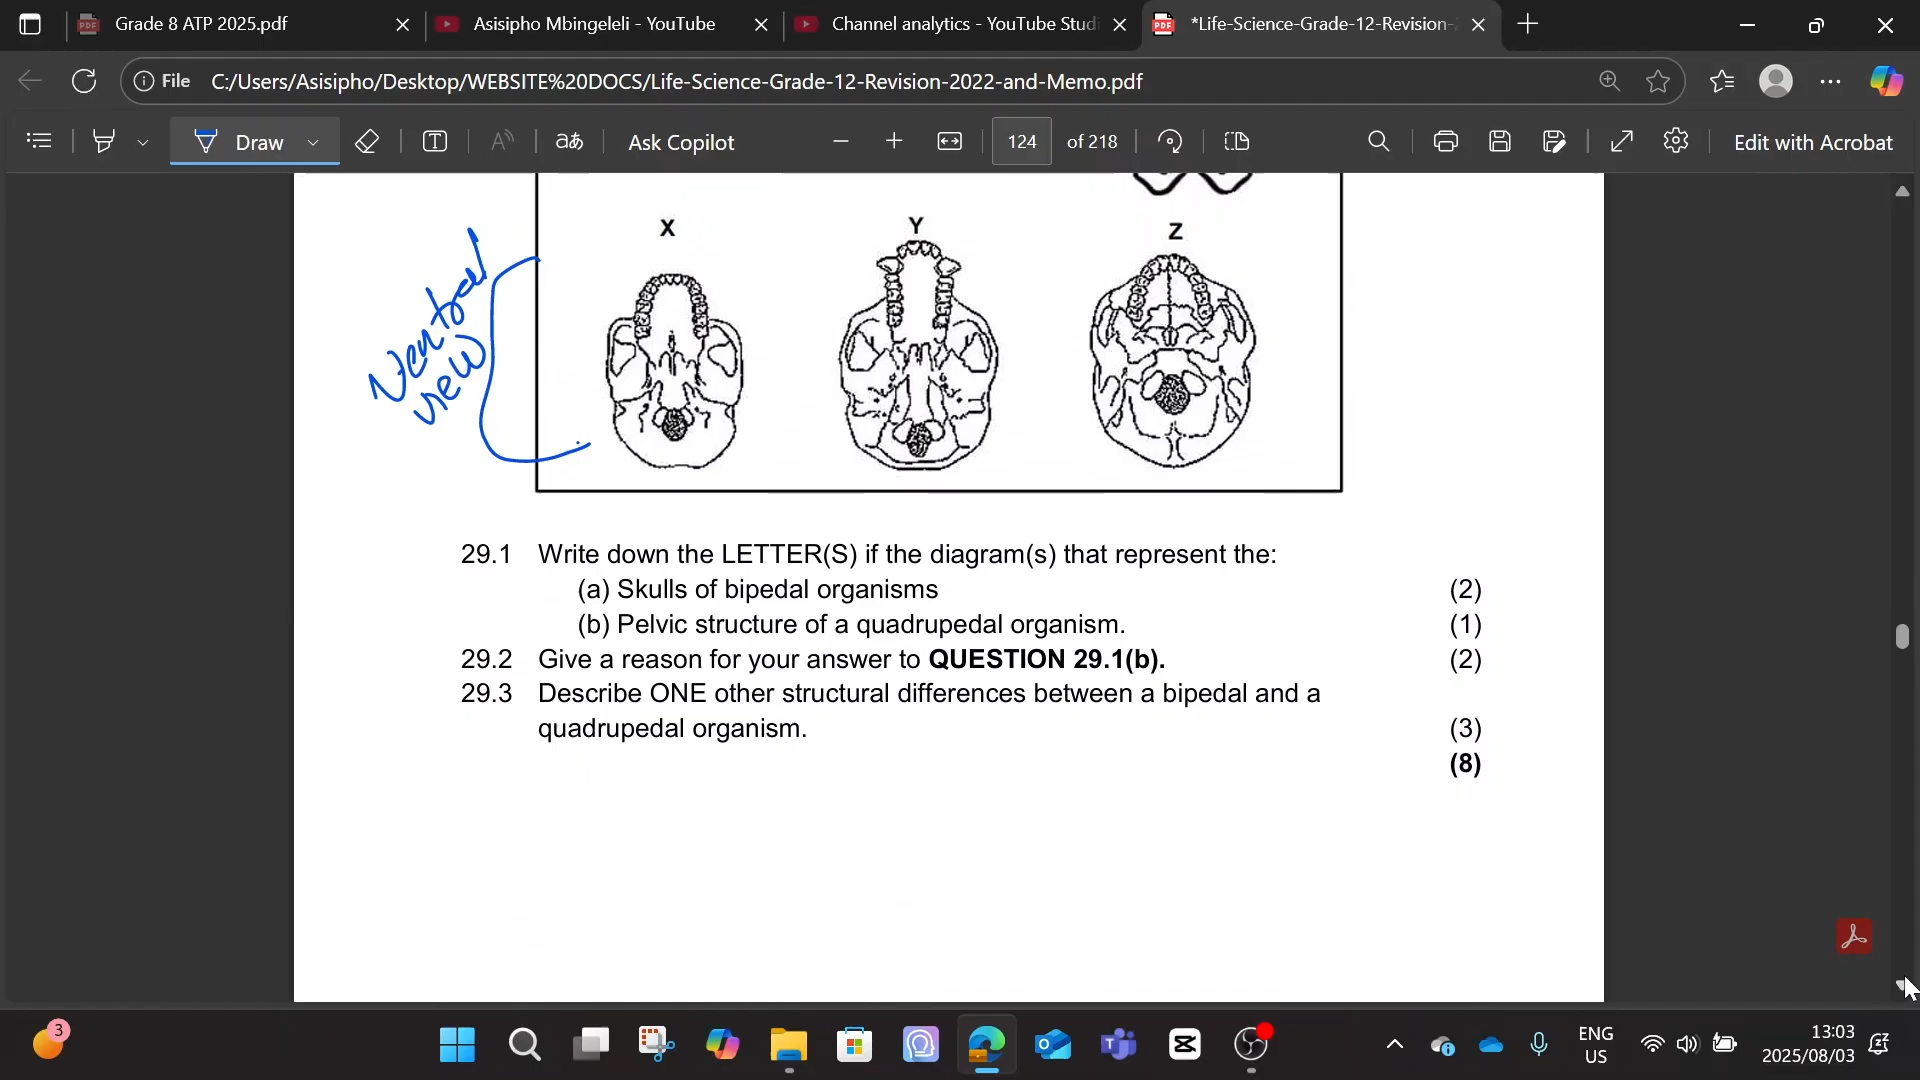 Grade 8 ATP 2025.pdf
Asisipho Mbingeleli - YouTube
Channel analytics - YouTube Studi
*Life-Science-Grade-12-Revision-2
File C:/Users/Asisipho/Desktop/WEBSITE%20DOCS/Life-Science-Grade-12-Revision-2022-and-Memo.pdf
Draw
Ask Copilot
124 of 218
Edit with Acrobat
X Y Z
Ventral
view
29.1 Write down the LETTER(S) if the diagram(s) that represent the:
(a) Skulls of bipedal organisms (2)
(b) Pelvic structure of a quadrupedal organism. (1)
29.2 Give a reason for your answer to QUESTION 29.1(b). (2)
29.3 Describe ONE other structural differences between a bipedal and a
quadrupedal organism. (3)
(8)
3
ENG
US
13:03
2025/08/03